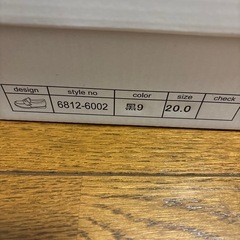 design style no color size check
6812-6002 黒9 20.0